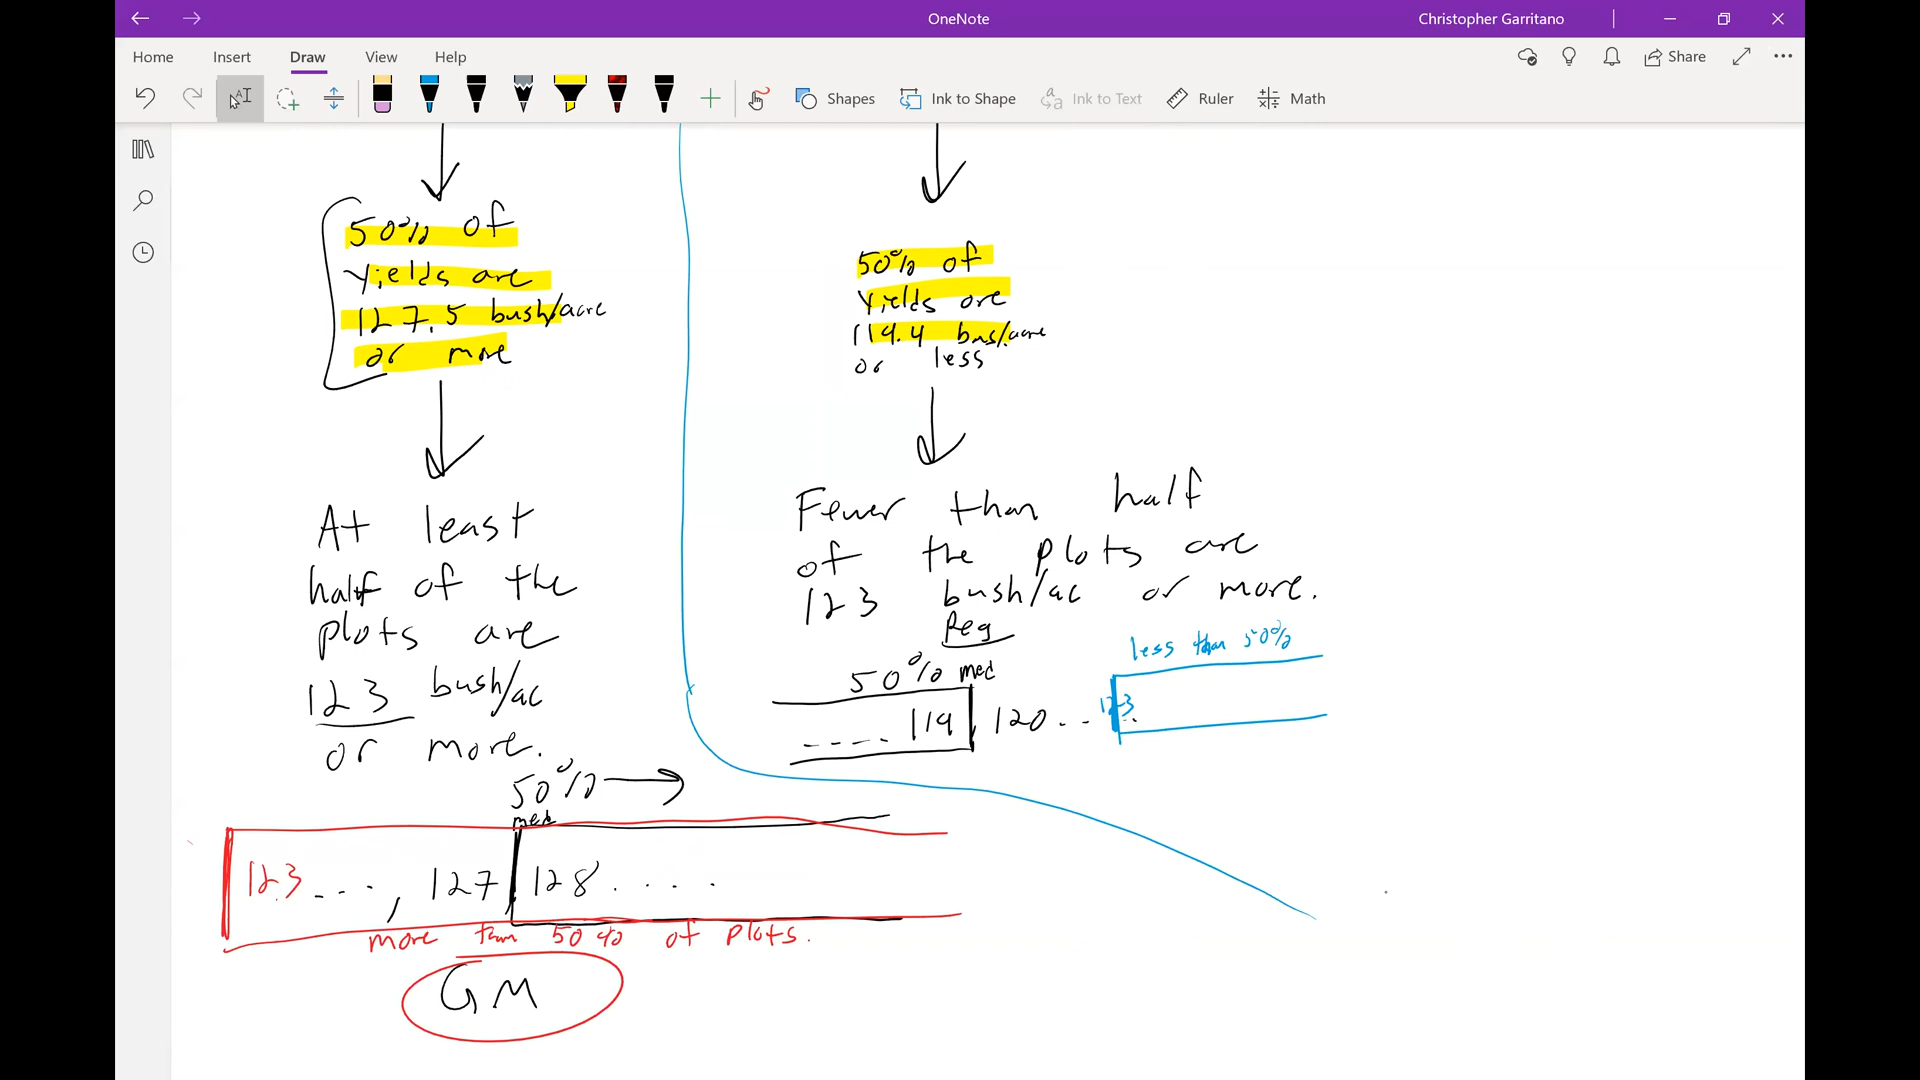 OneNote
Christopher Garritano
Home Insert Draw View Help
Share
Shapes Ink to Shape Ink to Text Ruler Math
50% of
Yields are
127.5 bush/acre
or more
At least
half of the
plots are
123 bush/ac
or more.
50%
med
123 ---, 127, 128 .....
more than 50% of plots.
GM
50% of
Yields are
119.4 bus/acre
or less
Fewer than half
of the plots are
123 bush/ac or more.
Reg
50% med
---- 119, 120 -- 123 ..
less than 50%